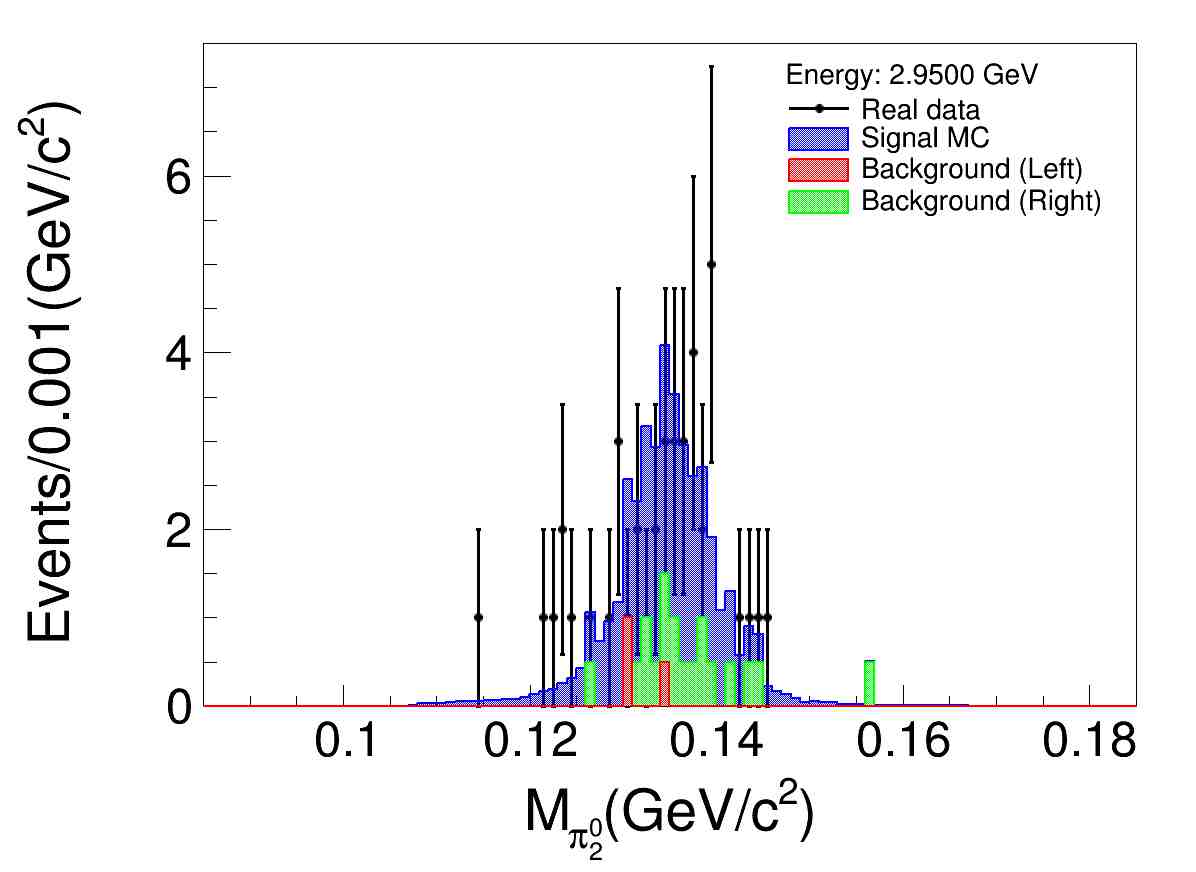 Energy: 2.9500 GeV
Real data
Signal MC
Background (Left)
Background (Right)
Events/0.001(GeV/c²)
6
4
2
0
0.1 0.12 0.14 0.16 0.18
M_{π⁰₂}(GeV/c²)